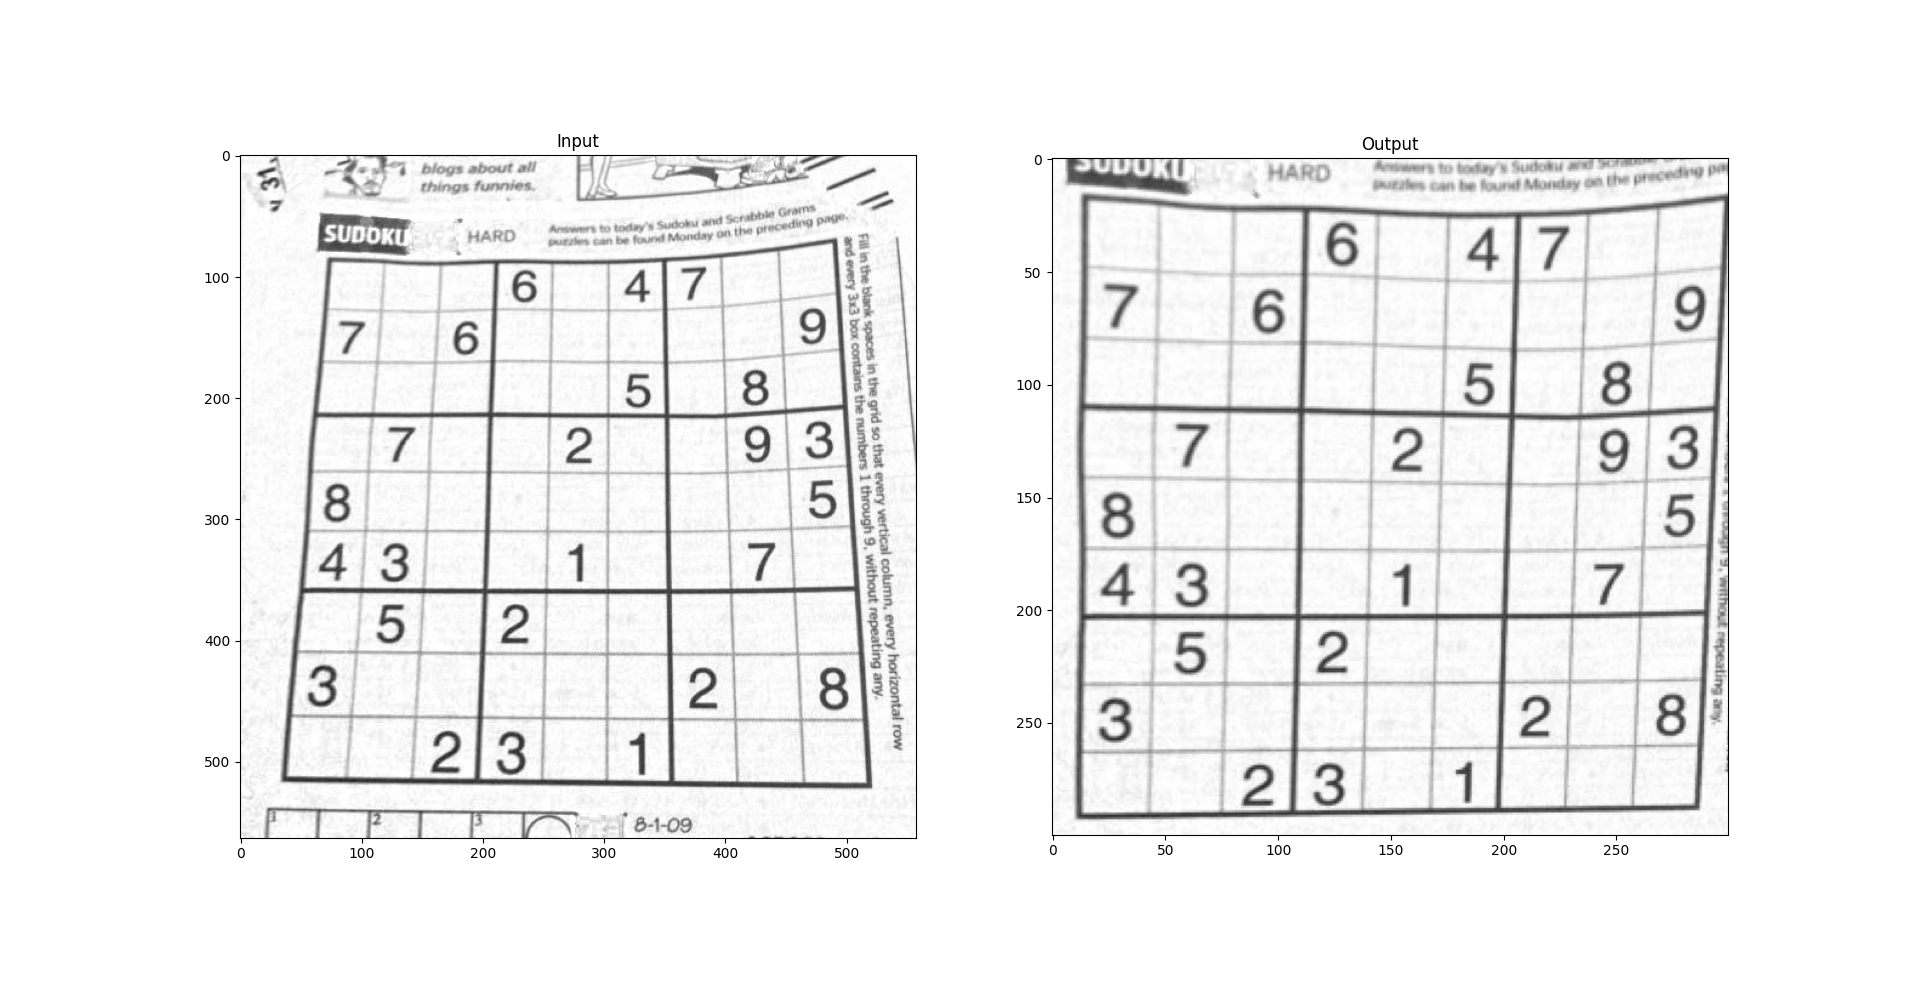 Input
0
100
200
300
400
500
0
100
200
300
400
500
31
blogs about all
things funnies.
SUDOKU
HARD
Answers to today's Sudoku and Scrabble Grams
puzzles can be found Monday on the preceding page.
6 4 7
7 6 9
5 8
7 2 9 3
8 5
4 3 1 7
5 2
3 2 8
2 3 1
Fill in the blank spaces in the grid so that every vertical column, every horizontal row
and every 3x3 box contains the numbers 1 through 9, without repeating any.
1 2 3
8-1-09
Output
0
50
100
150
200
250
0
50
100
150
200
250
SUDOKU
HARD
Answers to today's Sudoku and Scrabble
puzzles can be found Monday on the preceding
6 4 7
7 6 9
5 8
7 2 9 3
8 5
4 3 1 7
5 2
3 2 8
2 3 1
through 9, without repeating any.